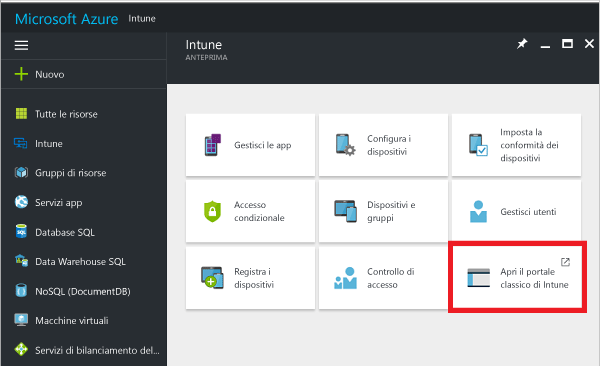 Microsoft Azure Intune
Intune
ANTEPRIMA
Nuovo
Tutte le risorse
Intune
Gruppi di risorse
Servizi app
Database SQL
Data Warehouse SQL
NoSQL (DocumentDB)
Macchine virtuali
Servizi di bilanciamento del...
Gestisci le app
Configura i
dispositivi
Imposta la
conformità dei
dispositivi
Accesso
condizionale
Dispositivi e
gruppi
Gestisci utenti
Registra i
dispositivi
Controllo di
accesso
Apri il portale
classico di Intune